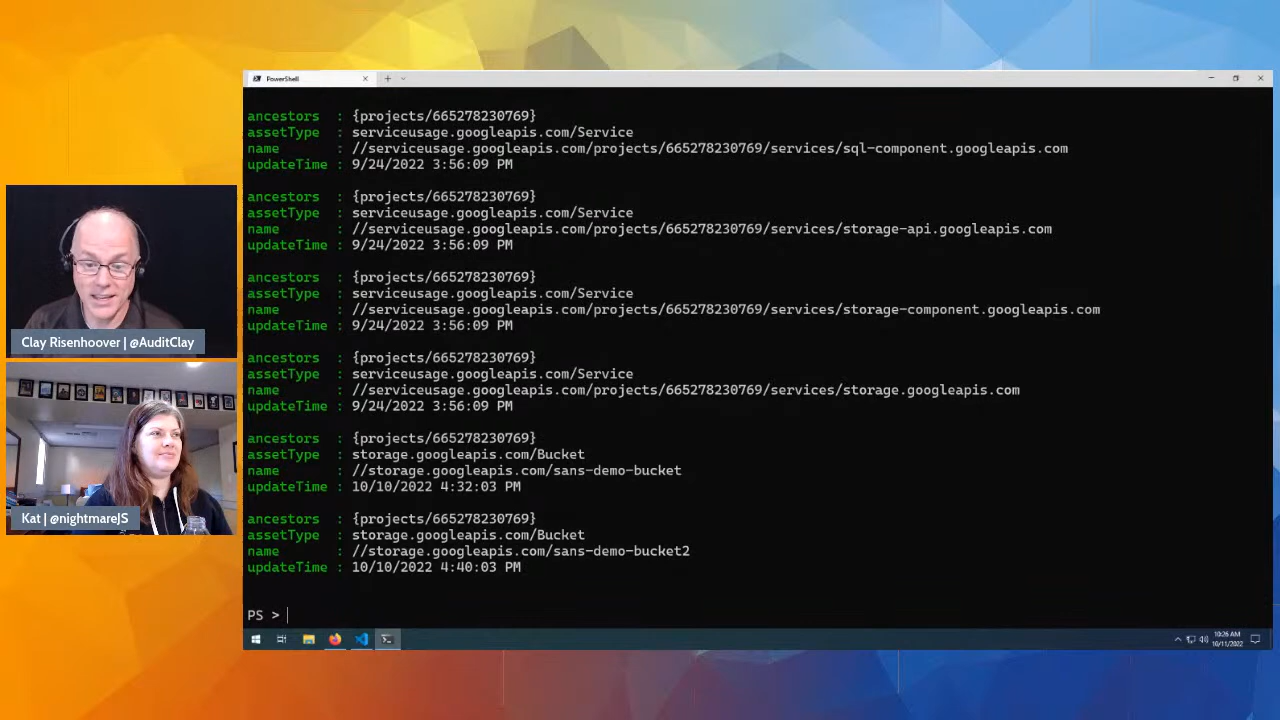 PowerShell
ancestors : {projects/665278230769}
assetType : serviceusage.googleapis.com/Service
name : //serviceusage.googleapis.com/projects/665278230769/services/sql-component.googleapis.com
updateTime : 9/24/2022 3:56:09 PM
ancestors : {projects/665278230769}
assetType : serviceusage.googleapis.com/Service
name : //serviceusage.googleapis.com/projects/665278230769/services/storage-api.googleapis.com
updateTime : 9/24/2022 3:56:09 PM
ancestors : {projects/665278230769}
assetType : serviceusage.googleapis.com/Service
name : //serviceusage.googleapis.com/projects/665278230769/services/storage-component.googleapis.com
updateTime : 9/24/2022 3:56:09 PM
ancestors : {projects/665278230769}
assetType : serviceusage.googleapis.com/Service
name : //serviceusage.googleapis.com/projects/665278230769/services/storage.googleapis.com
updateTime : 9/24/2022 3:56:09 PM
ancestors : {projects/665278230769}
assetType : storage.googleapis.com/Bucket
name : //storage.googleapis.com/sans-demo-bucket
updateTime : 10/10/2022 4:32:03 PM
ancestors : {projects/665278230769}
assetType : storage.googleapis.com/Bucket
name : //storage.googleapis.com/sans-demo-bucket2
updateTime : 10/10/2022 4:40:03 PM
PS >
10:26 AM
10/11/2022
Clay Risenhoover | @AuditClay
Kat | @nightmareJS